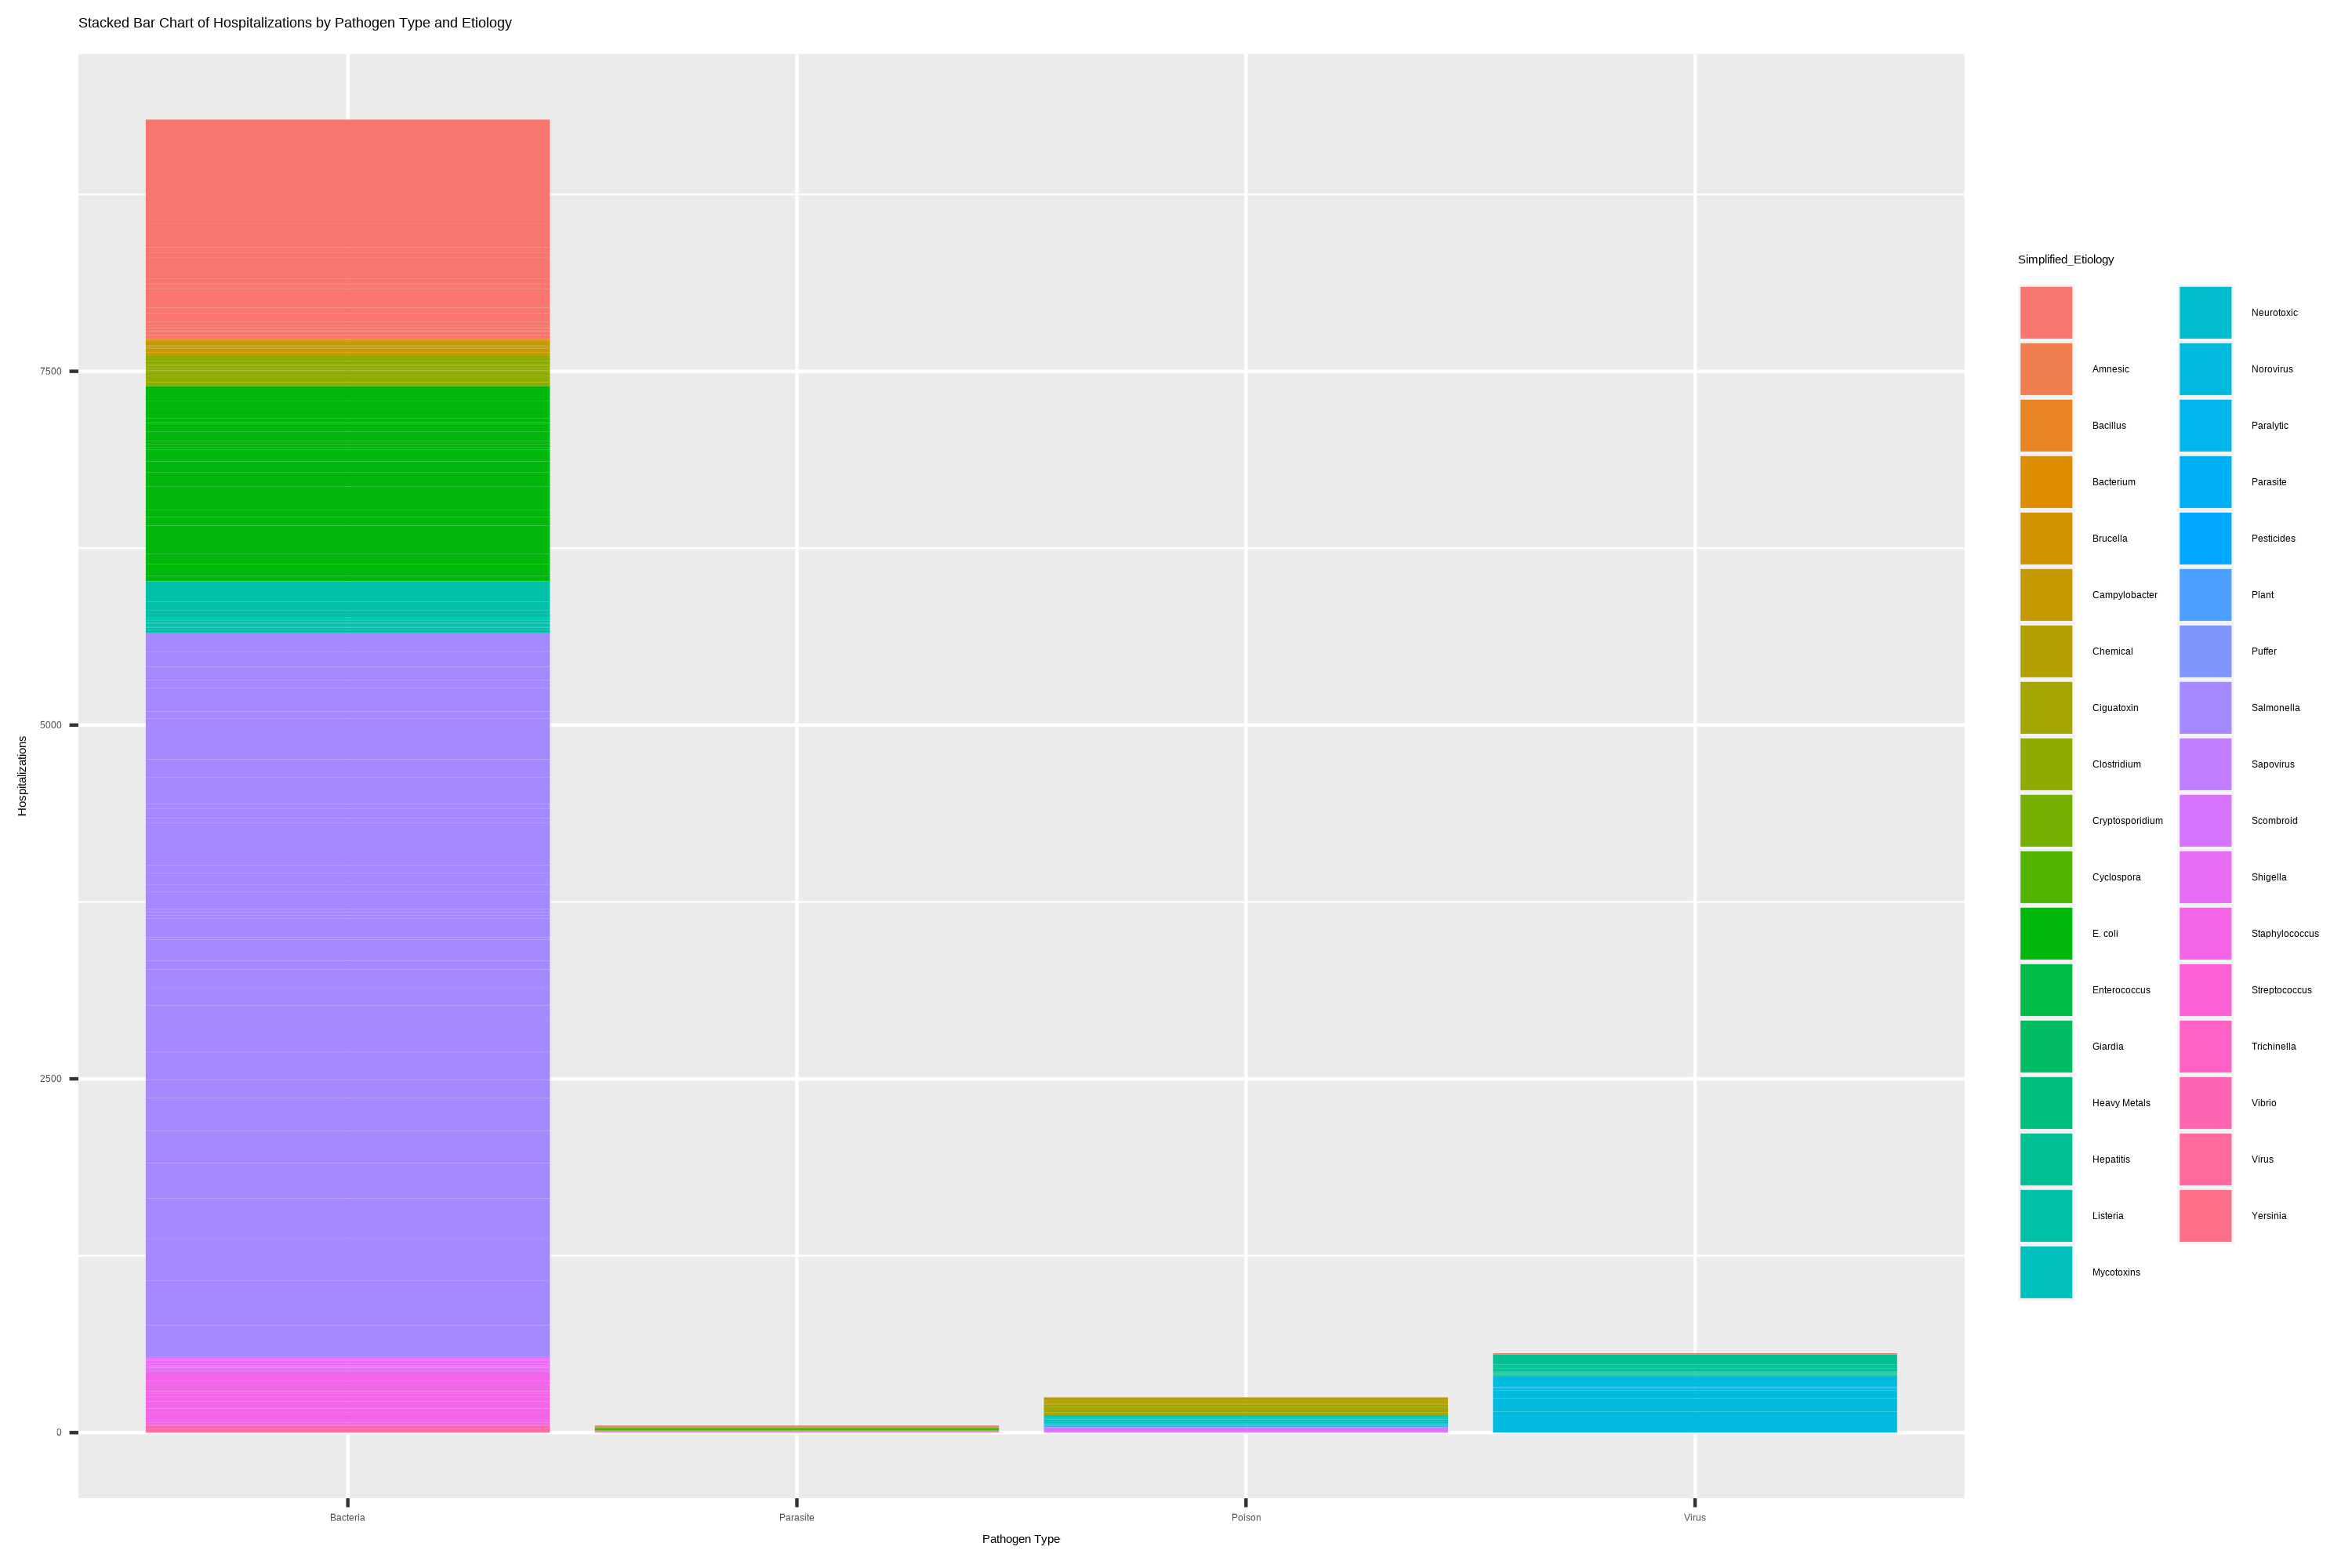 Stacked Bar Chart of Hospitalizations by Pathogen Type and Etiology
Hospitalizations
7500
5000
2500
0
Bacteria
Parasite
Poison
Virus
Pathogen Type
Simplified_Etiology
Amnesic
Bacillus
Bacterium
Brucella
Campylobacter
Chemical
Ciguatoxin
Clostridium
Cryptosporidium
Cyclospora
E. coli
Enterococcus
Giardia
Heavy Metals
Hepatitis
Listeria
Mycotoxins
Neurotoxic
Norovirus
Paralytic
Parasite
Pesticides
Plant
Puffer
Salmonella
Sapovirus
Scombroid
Shigella
Staphylococcus
Streptococcus
Trichinella
Vibrio
Virus
Yersinia